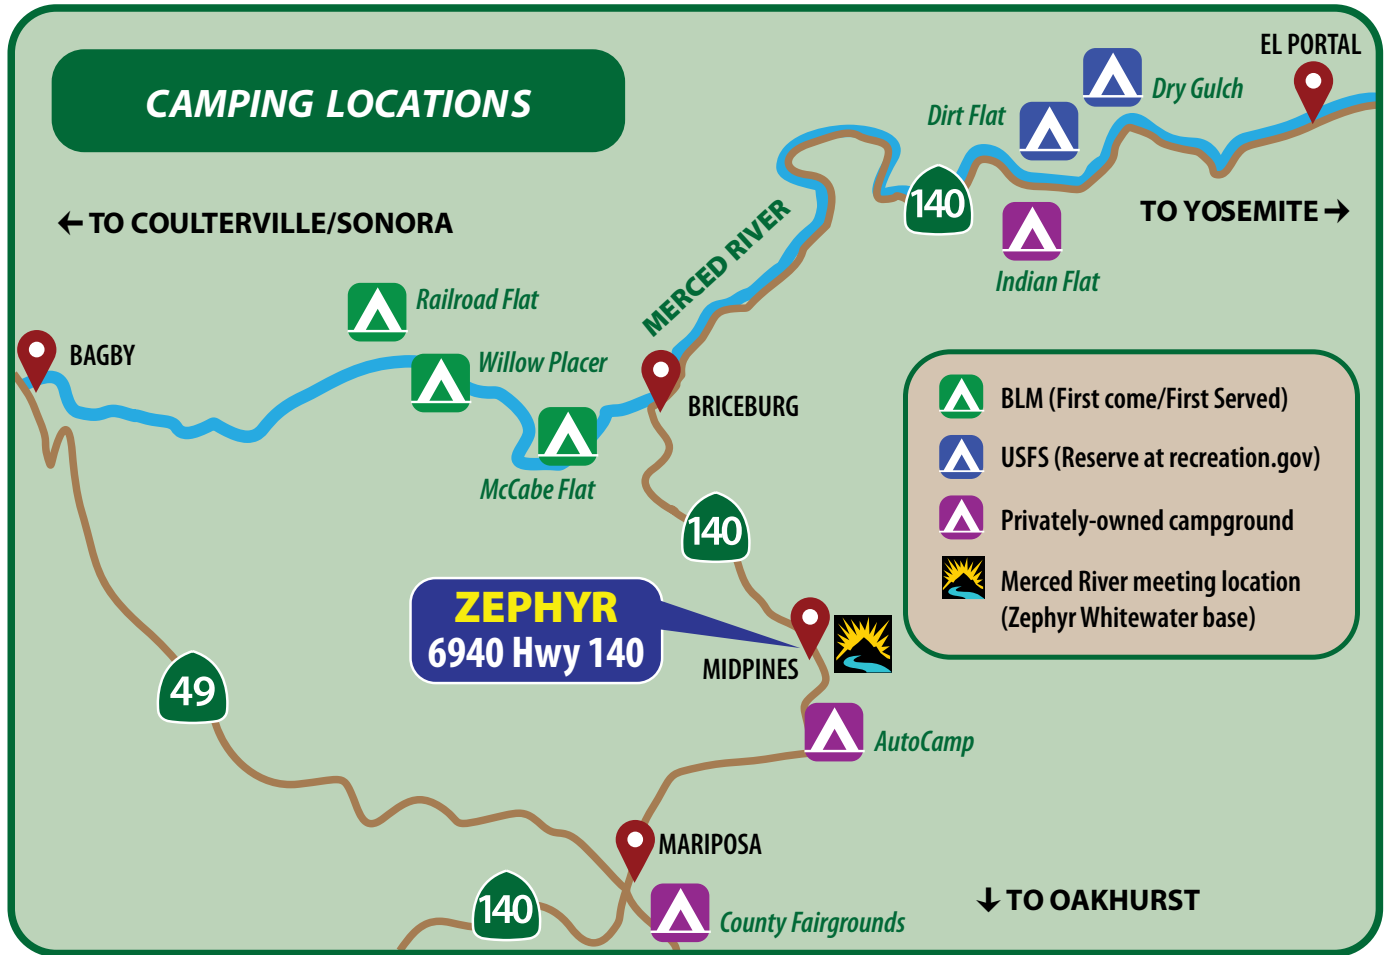 CAMPING LOCATIONS
EL PORTAL
Dry Gulch
Dirt Flat
140
← TO COULTERVILLE/SONORA
TO YOSEMITE →
MERCED RIVER
Indian Flat
Railroad Flat
BAGBY
Willow Placer
BRICEBURG
McCabe Flat
BLM (First come/First Served)
USFS (Reserve at recreation.gov)
Privately-owned campground
Merced River meeting location
(Zephyr Whitewater base)
140
ZEPHYR
6940 Hwy 140
MIDPINES
49
AutoCamp
MARIPOSA
140
County Fairgrounds
↓ TO OAKHURST